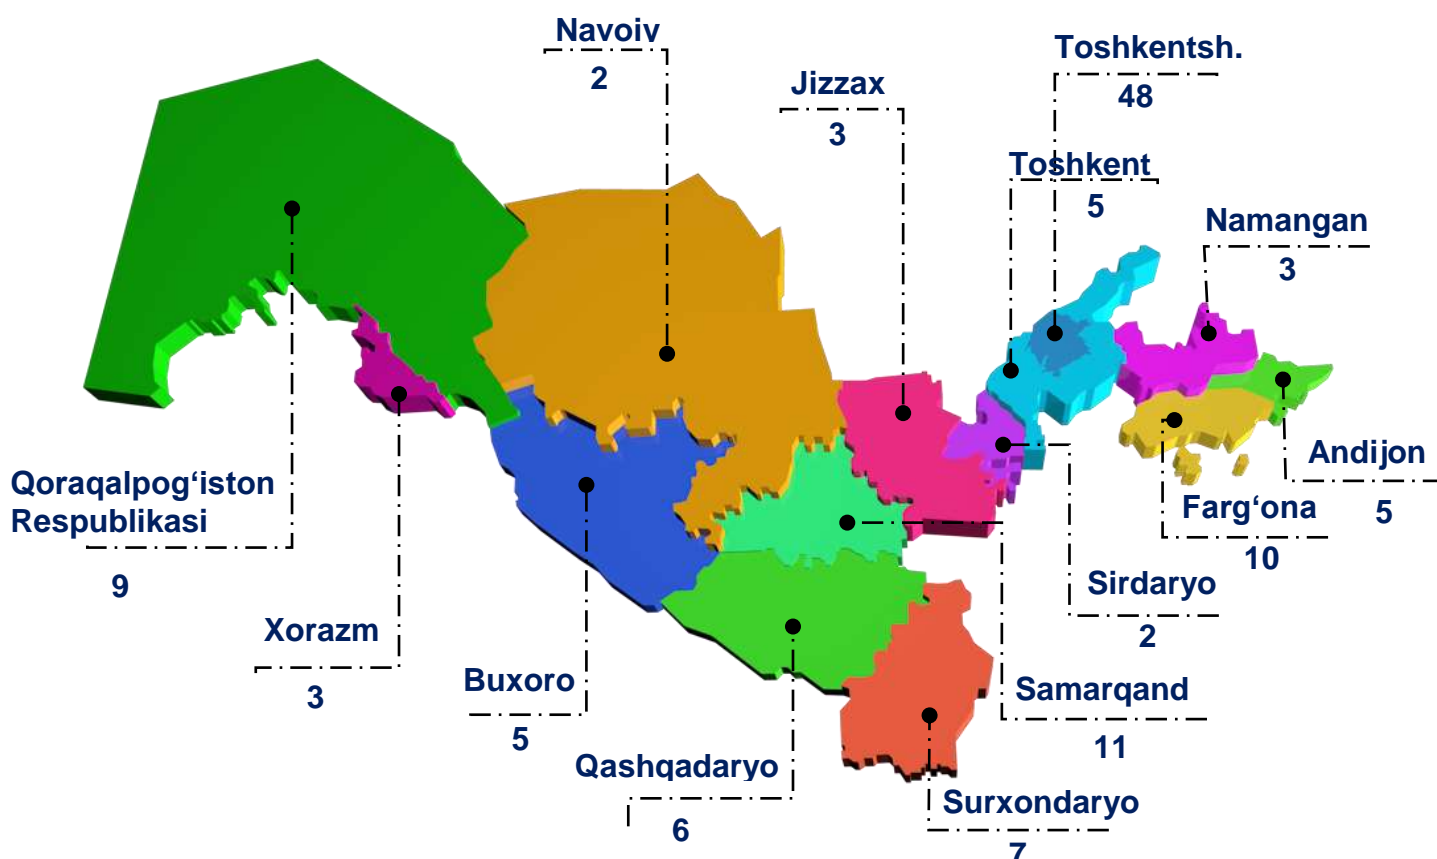 Navoiv
2
Toshkentsh.
48
Jizzax
3
Toshkent
5
Namangan
3
Qoraqalpog‘iston
Respublikasi
9
Xorazm
3
Buxoro
5
Qashqadaryo
6
Surxondaryo
7
Samarqand
11
Sirdaryo
2
Farg‘ona
10
Andijon
5